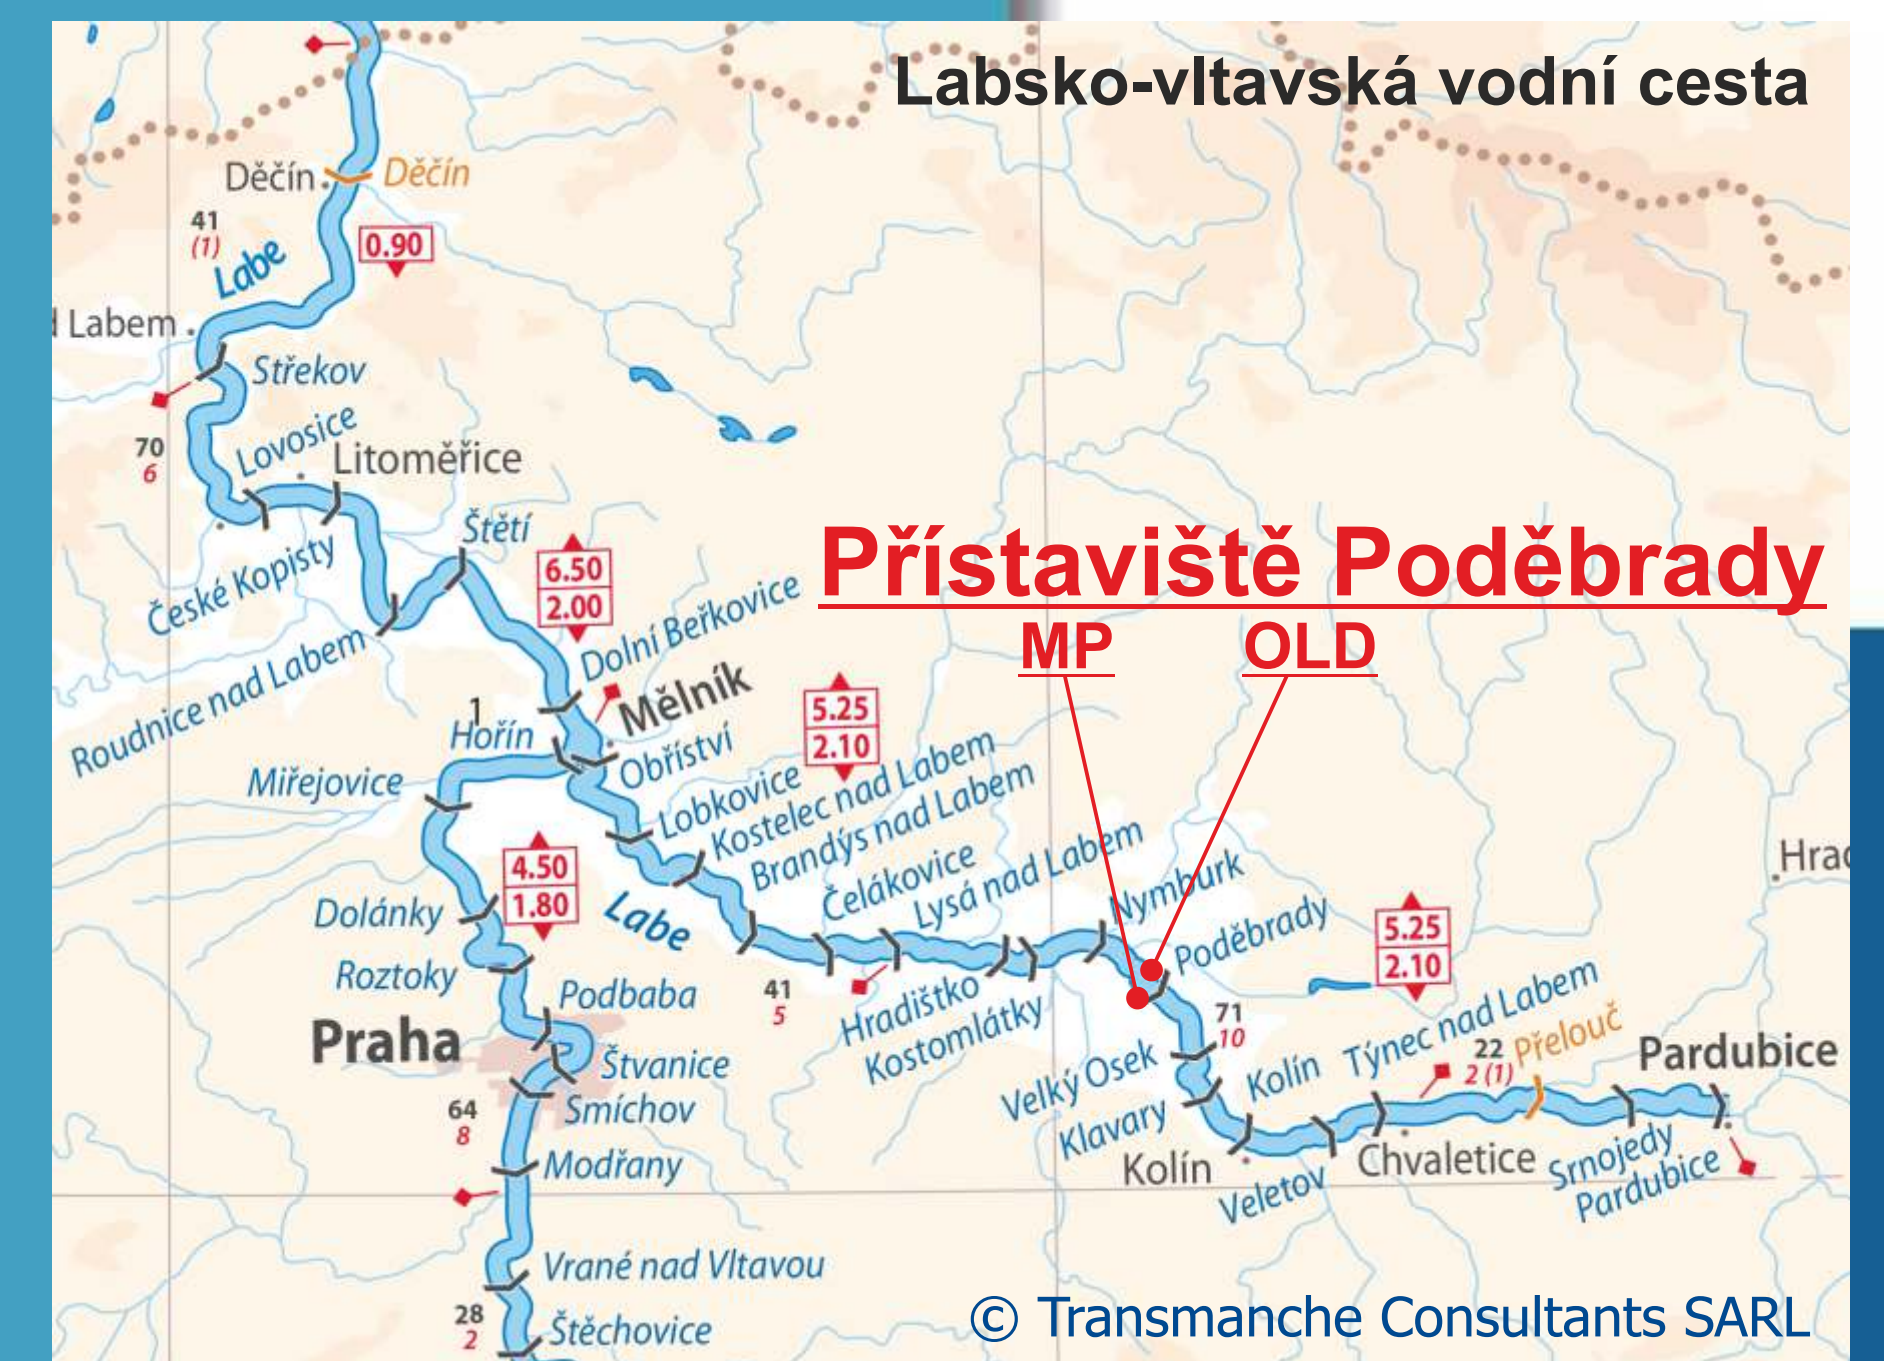 Labsko-vltavská vodní cesta
Děčín
Děčín
41
(1)
Labe
0.90
d Labem
Střekov
70
6
Lovosice
Litoměřice
Štětí
České Kopisty
6.50
2.00
Přístaviště Poděbrady
MP
OLD
Dolní Beřkovice
Roudnice nad Labem
Mělník
1
Hořín
Obříství
5.25
2.10
Miřejovice
Lobkovice
Kostelec nad Labem
Brandýs nad Labem
4.50
1.80
Čelákovice
Lysá nad Labem
Nymburk
Hrad
Dolánky
Labe
Poděbrady
5.25
2.10
Roztoky
Podbaba
41
5
Hradištko
Kostomlátky
71
10
Týnec nad Labem
Přelouč
22
2 (1)
Pardubice
Praha
Štvanice
Velký Osek
Kolín
64
8
Smíchov
Klavary
Modřany
Kolín
Veletov
Chvaletice
Srnojedy
Pardubice
Vrané nad Vltavou
28
2
Štěchovice
© Transmanche Consultants SARL